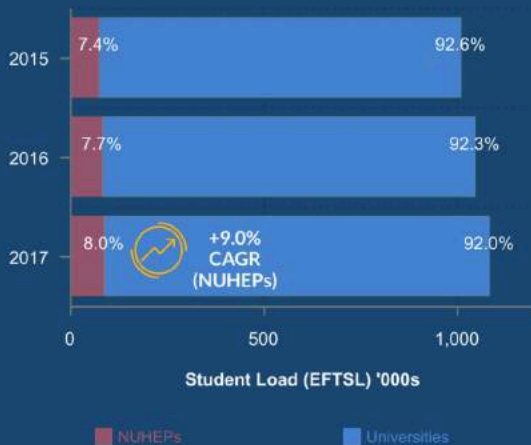 2015
7.4%
92.6%
2016
7.7%
92.3%
2017
8.0%
+9.0%
CAGR
(NUHEPs)
92.0%
0
500
1,000
Student Load (EFTSL) '000s
NUHEPs
Universities